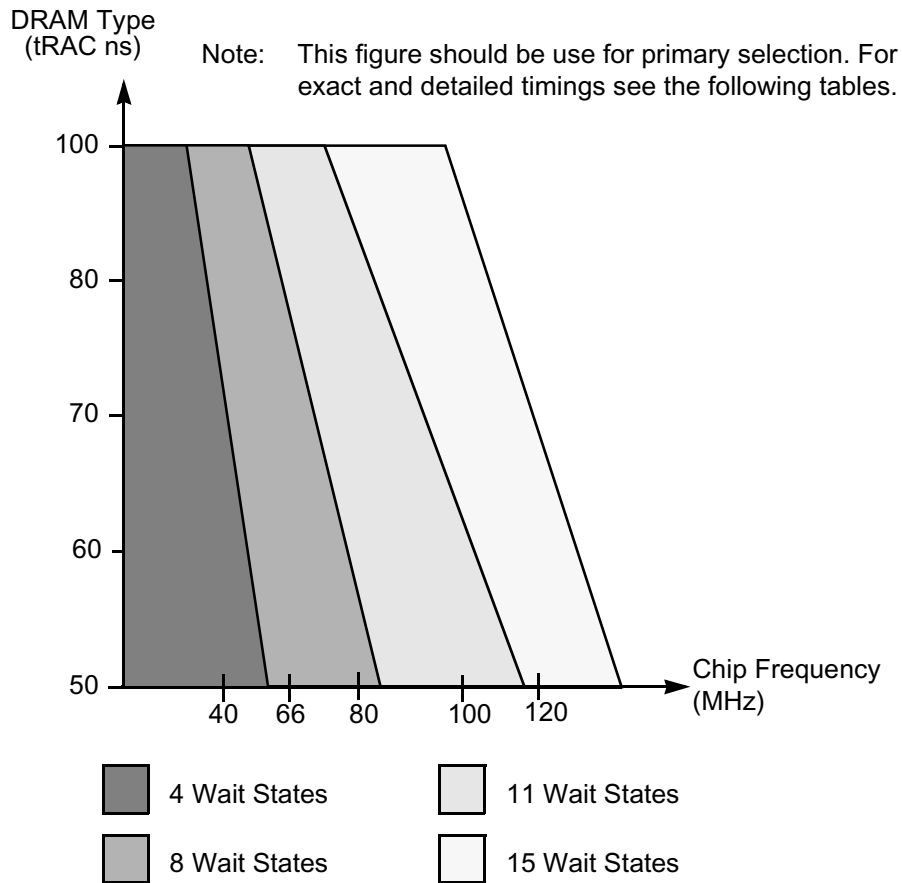 DRAM Type
(tRAC ns)
Note: This figure should be use for primary selection. For
exact and detailed timings see the following tables.
100
80
70
60
50
40 66 80 100 120
Chip Frequency
(MHz)
4 Wait States
11 Wait States
8 Wait States
15 Wait States